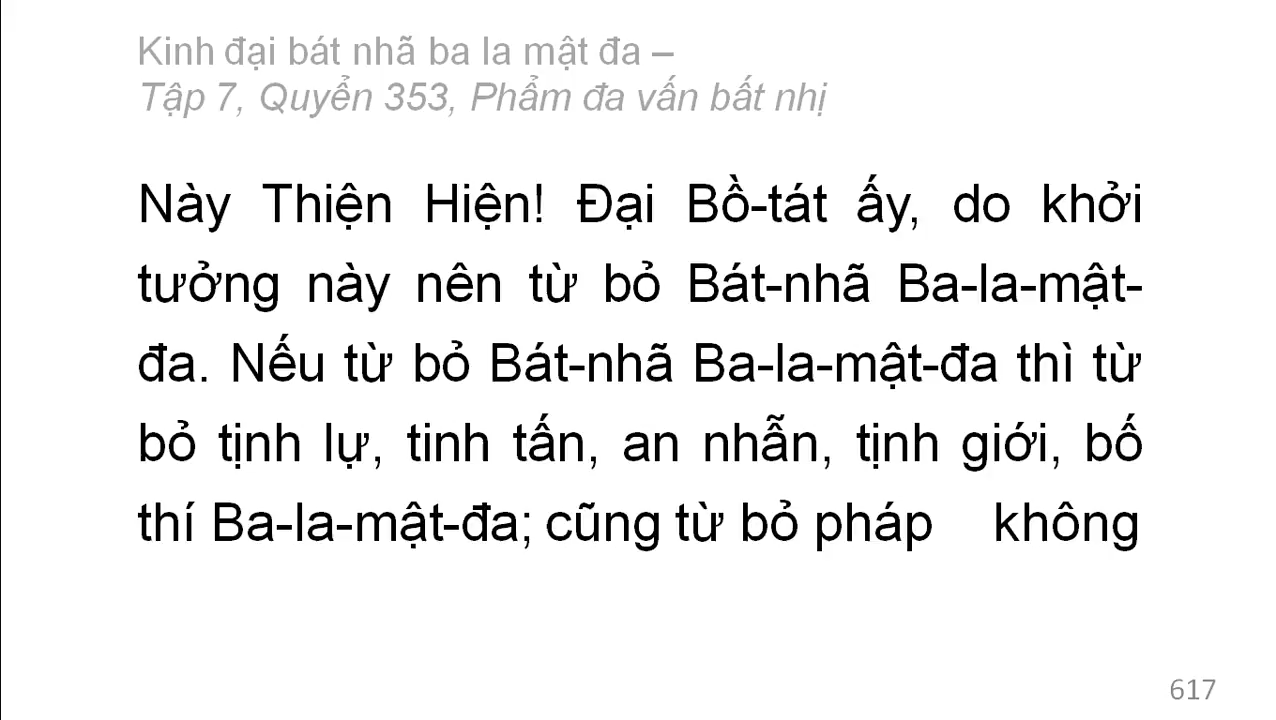 Kinh đại bát nhã ba la mật đa –
Tập 7, Quyển 353, Phẩm đa vấn bất nhị
Này Thiện Hiện! Đại Bồ-tát ấy, do khởi
tưởng này nên từ bỏ Bát-nhã Ba-la-mật-
đa. Nếu từ bỏ Bát-nhã Ba-la-mật-đa thì từ
bỏ tịnh lự, tinh tấn, an nhẫn, tịnh giới, bố
thí Ba-la-mật-đa; cũng từ bỏ pháp không
617